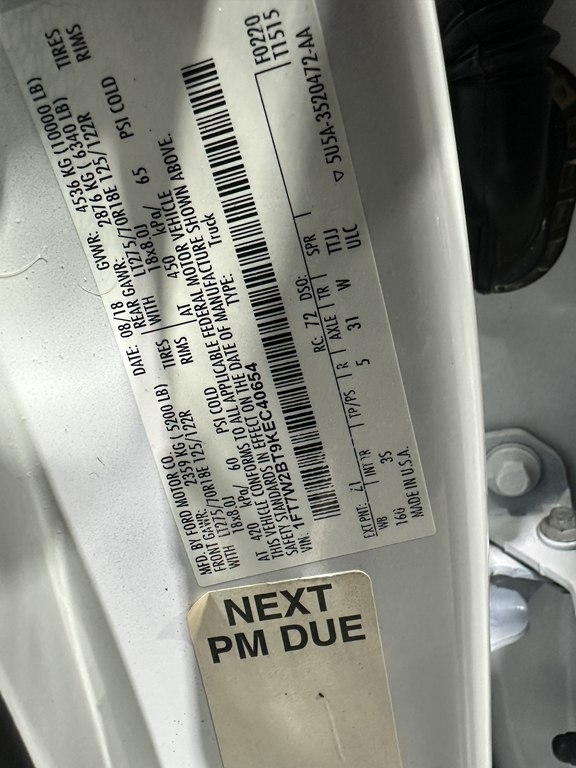 MFD. BY FORD MOTOR CO.
DATE: 08/18 GVWR: 4536 KG (10000 LB)
FRONT GAWR: 2359 KG (5200 LB) REAR GAWR: 2876 KG (6340 LB)
LT275/70R18E 125/122R TIRES LT275/70R18E 125/122R TIRES
WITH 18x8.0J RIMS WITH 18x8.0J RIMS
AT 420 kPa/ 60 PSI COLD AT 450 kPa/ 65 PSI COLD
THIS VEHICLE CONFORMS TO ALL APPLICABLE FEDERAL MOTOR VEHICLE
SAFETY STANDARDS IN EFFECT ON THE DATE OF MANUFACTURE SHOWN ABOVE.
VIN: 1FT7W2BT9KEC40654
TYPE: Truck
F0220
T1515
EXT PNT: Z1 RC: 72 DSO:
WB INT TR TP/PS R AXLE TR SPR
160 3S 5 31 W TTJJ
ULC
MADE IN U.S.A.
▽ 5U5A-3520472-AA
NEXT
PM DUE